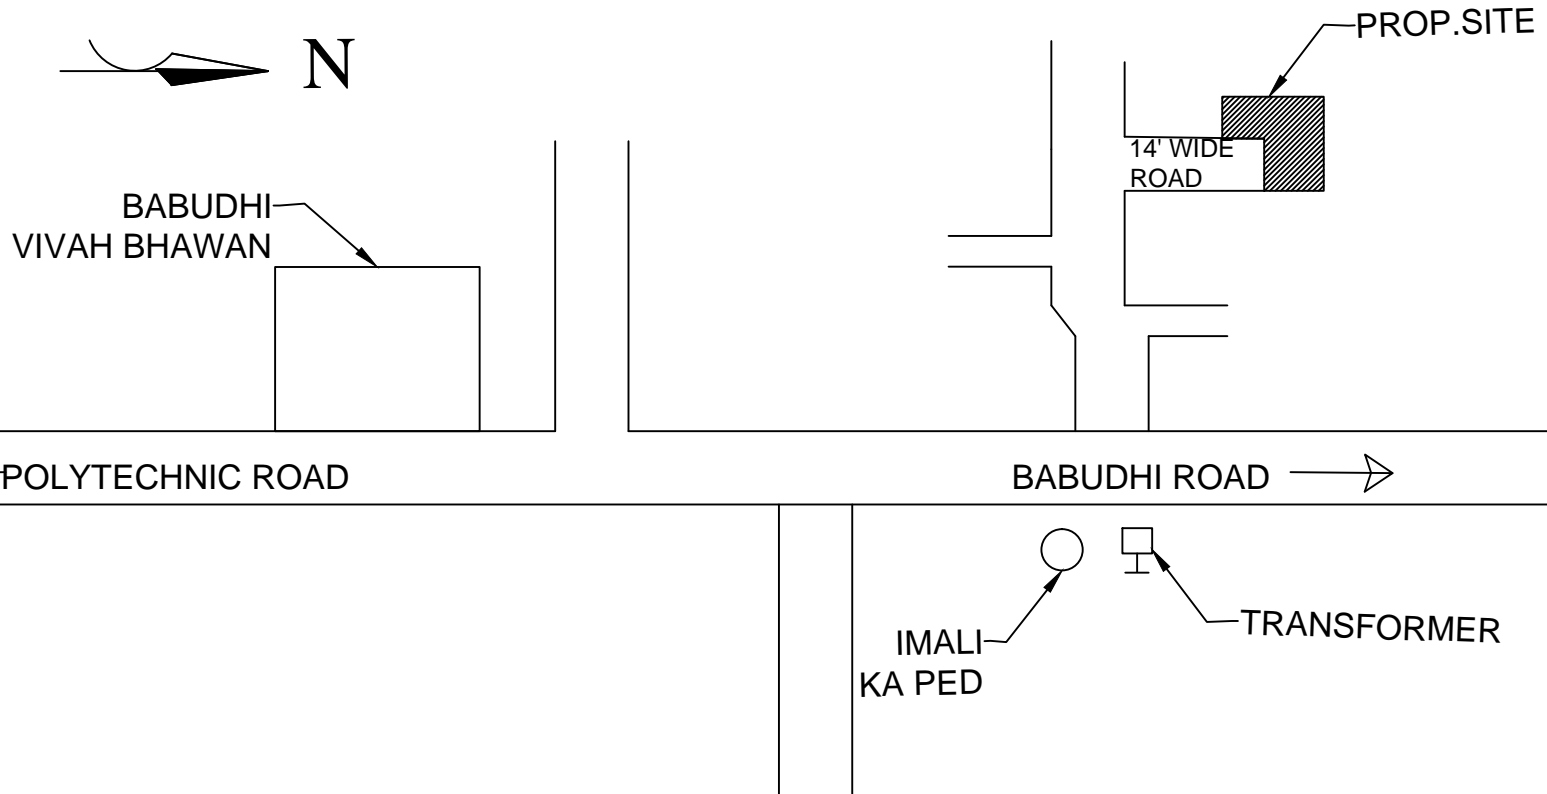 PROP.SITE
N
14' WIDE
ROAD
BABUDHI
VIVAH BHAWAN
POLYTECHNIC ROAD
BABUDHI ROAD
IMALI
KA PED
TRANSFORMER